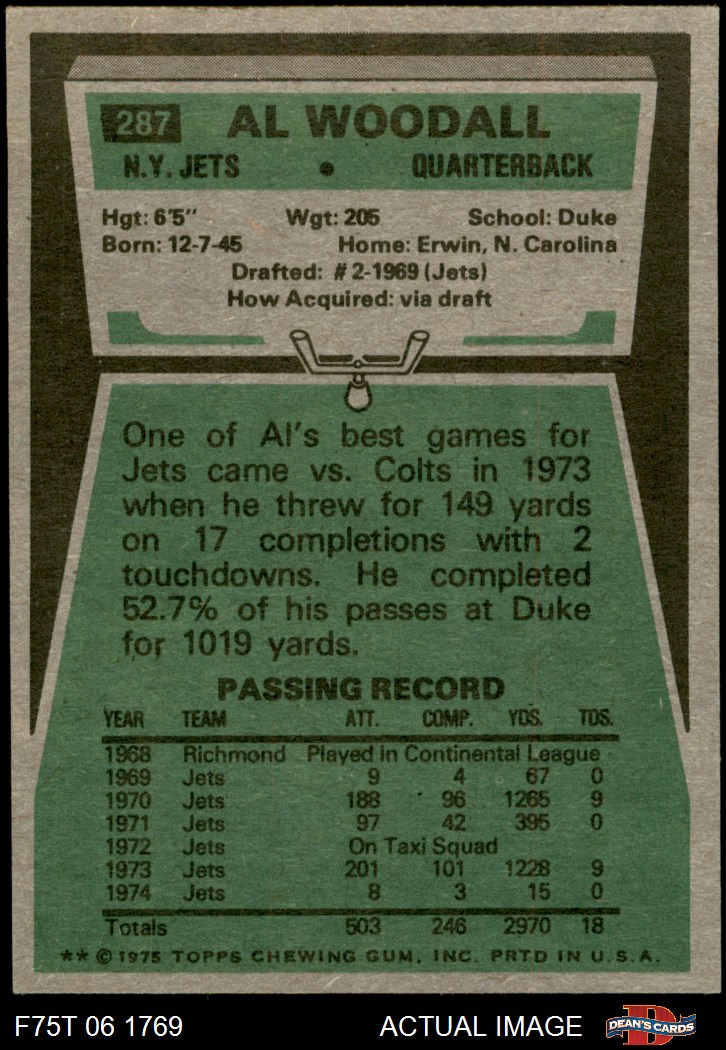 287 AL WOODALL
N.Y. JETS • QUARTERBACK
Hgt: 6'5" Wgt: 205 School: Duke
Born: 12-7-45 Home: Erwin, N. Carolina
Drafted: #2-1969 (Jets)
How Acquired: via draft
One of Al's best games for
Jets came vs. Colts in 1973
when he threw for 149 yards
on 17 completions with 2
touchdowns. He completed
52.7% of his passes at Duke
for 1019 yards.
PASSING RECORD
YEAR TEAM ATT. COMP. YDS. TDS.
1968 Richmond Played in Continental League
1969 Jets 9 4 67 0
1970 Jets 188 96 1265 9
1971 Jets 97 42 395 0
1972 Jets On Taxi Squad
1973 Jets 201 101 1228 9
1974 Jets 8 3 15 0
Totals 503 246 2970 18
** © 1975 TOPPS CHEWING GUM, INC. PRTD IN U.S.A.
F75T 06 1769 ACTUAL IMAGE D DEAN'S CARDS